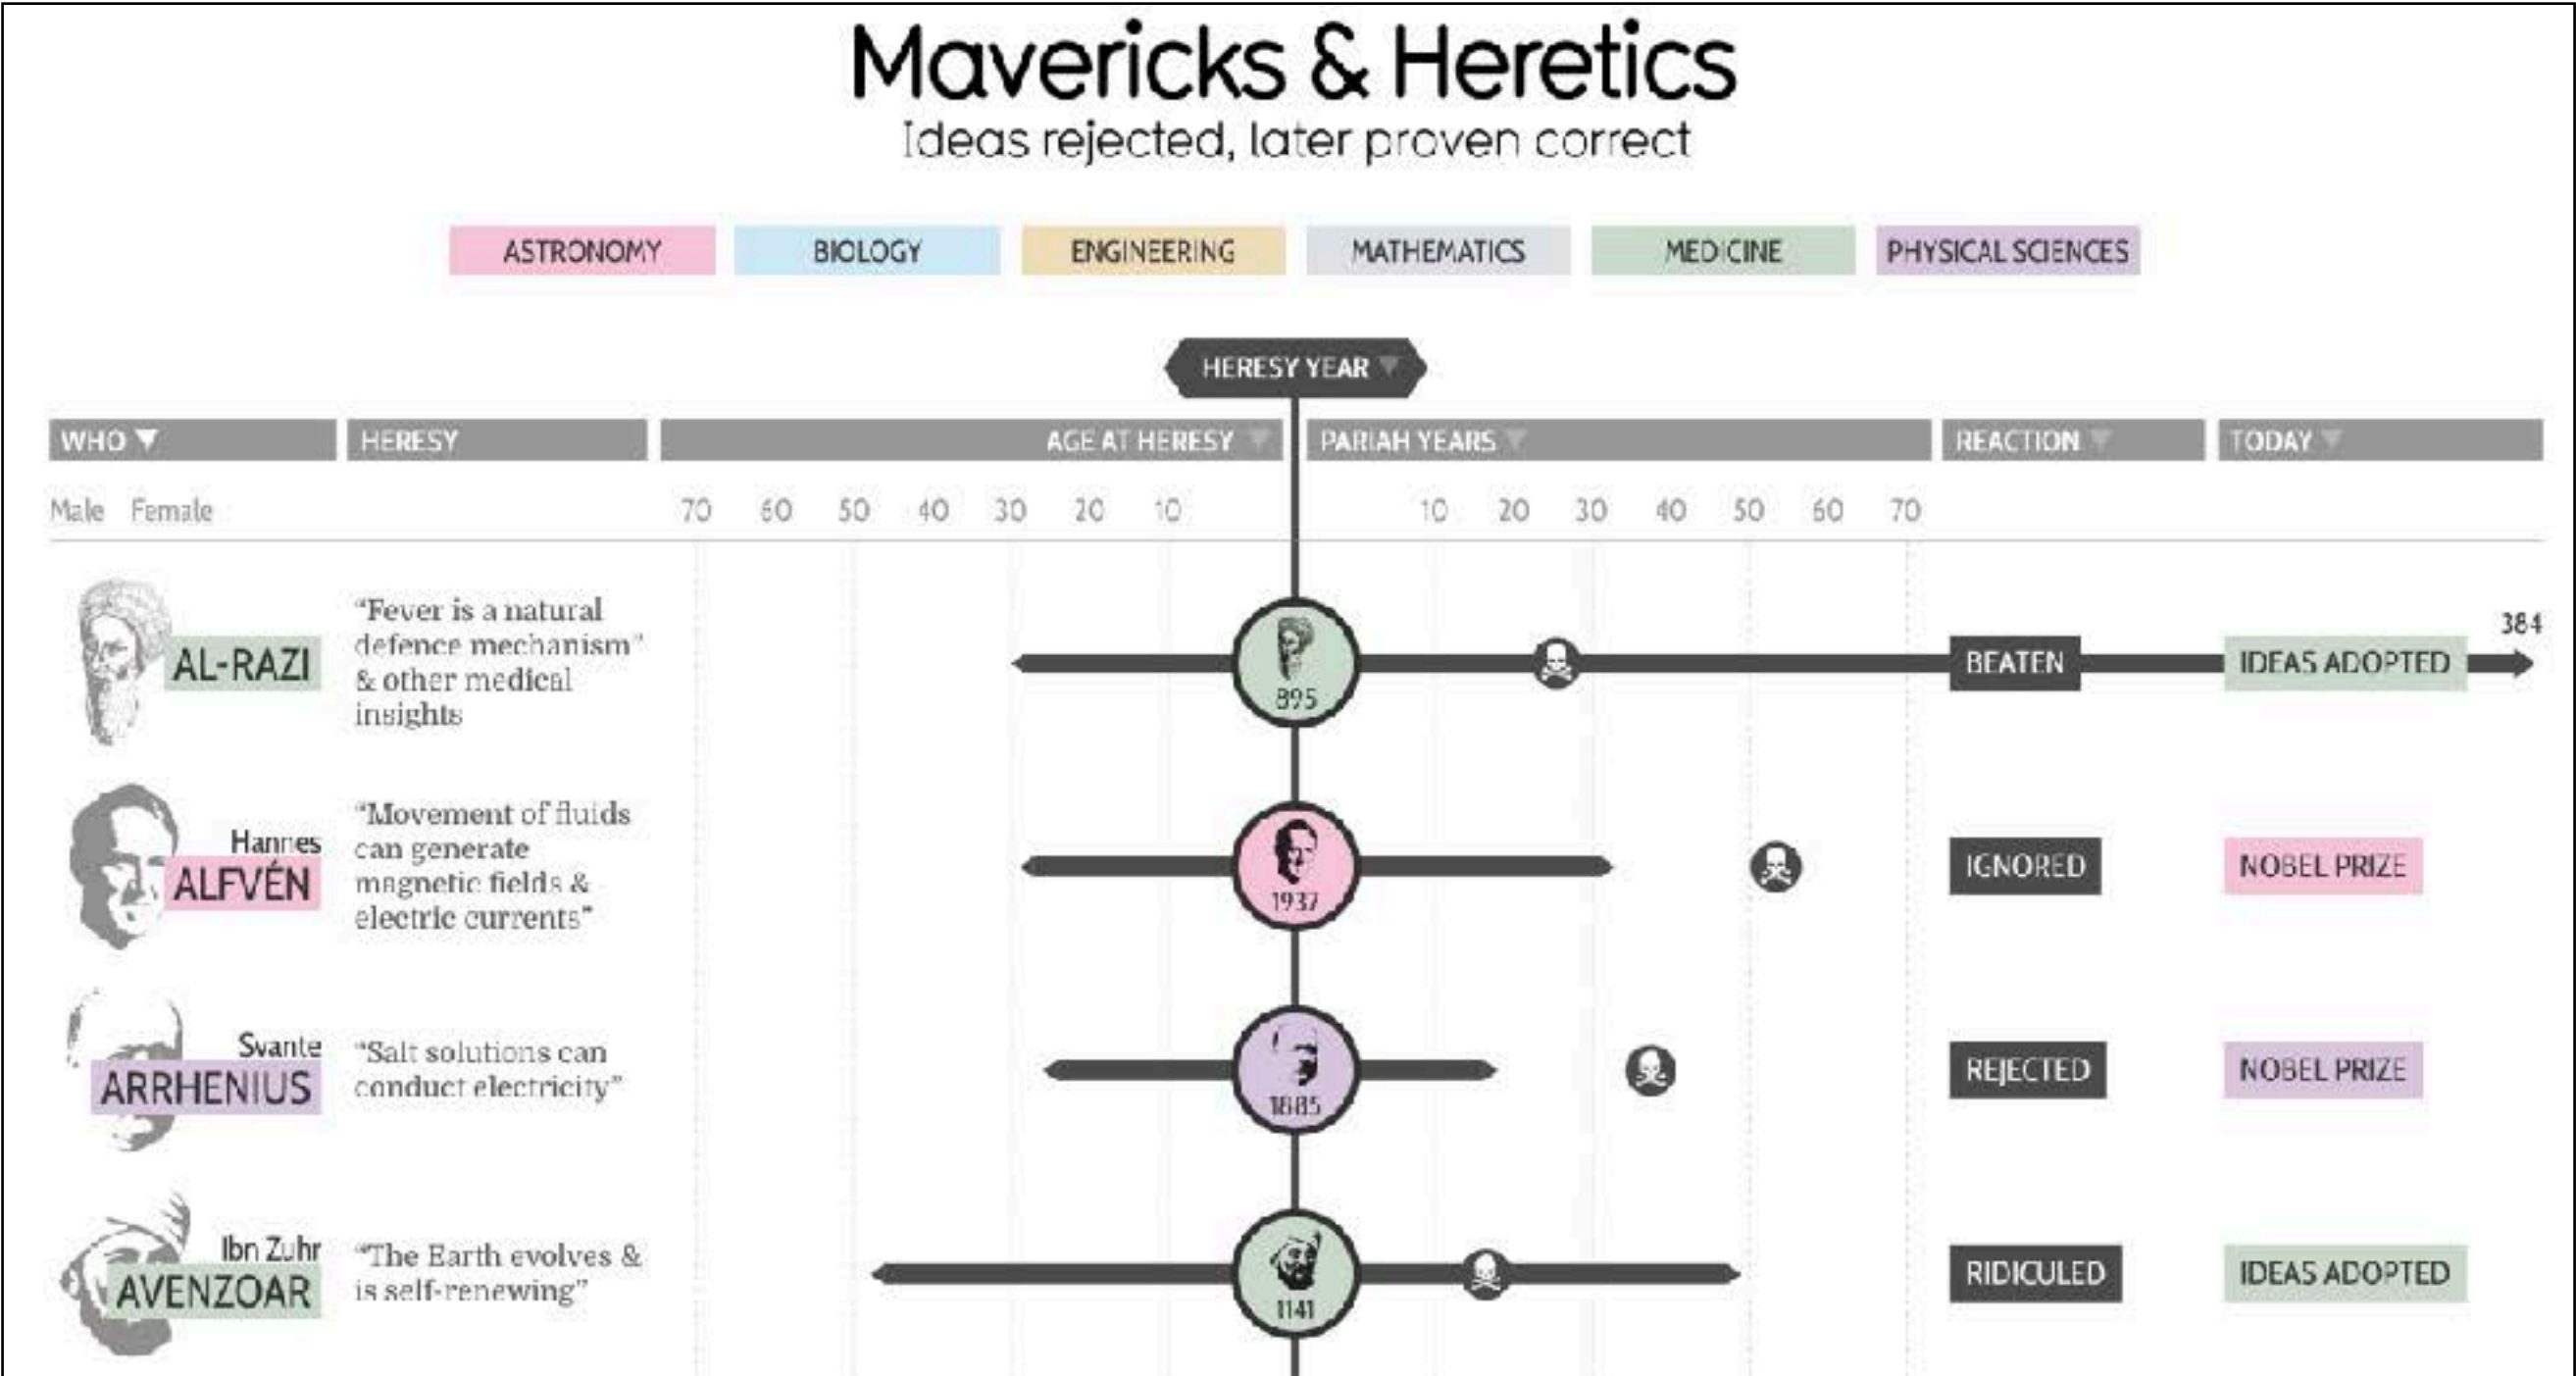 Mavericks & Heretics
Ideas rejected, later proven correct
ASTRONOMY BIOLOGY ENGINEERING MATHEMATICS MEDICINE PHYSICAL SCIENCES
HERESY YEAR
WHO HERESY AGE AT HERESY PARIAH YEARS REACTION TODAY
Male Female 70 60 50 40 30 20 10 10 20 30 40 50 60 70
AL-RAZI
"Fever is a natural
defence mechanism"
& other medical
insights
895
BEATEN
IDEAS ADOPTED
384
Hannes
ALFVÉN
"Movement of fluids
can generate
magnetic fields &
electric currents"
1937
IGNORED
NOBEL PRIZE
Svante
ARRHENIUS
"Salt solutions can
conduct electricity"
1885
REJECTED
NOBEL PRIZE
Ibn Zuhr
AVENZOAR
"The Earth evolves &
is self-renewing"
1141
RIDICULED
IDEAS ADOPTED